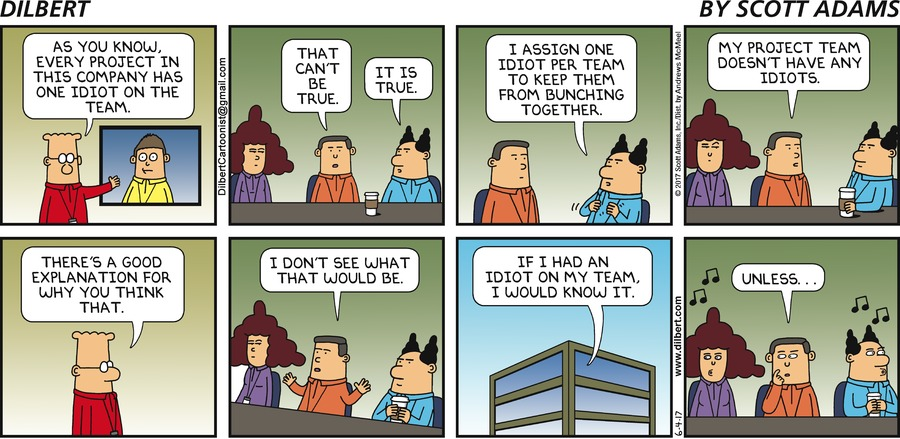 DILBERT
BY SCOTT ADAMS
AS YOU KNOW,
EVERY PROJECT IN
THIS COMPANY HAS
ONE IDIOT ON THE
TEAM.
DilbertCartoonist@gmail.com
THAT
CAN'T
BE
TRUE.
IT IS
TRUE.
I ASSIGN ONE
IDIOT PER TEAM
TO KEEP THEM
FROM BUNCHING
TOGETHER.
© 2017 Scott Adams, Inc./Dist. by Andrews McMeel
MY PROJECT TEAM
DOESN'T HAVE ANY
IDIOTS.
THERE'S A GOOD
EXPLANATION FOR
WHY YOU THINK
THAT.
I DON'T SEE WHAT
THAT WOULD BE.
IF I HAD AN
IDIOT ON MY TEAM,
I WOULD KNOW IT.
www.dilbert.com
6-4-17
UNLESS...